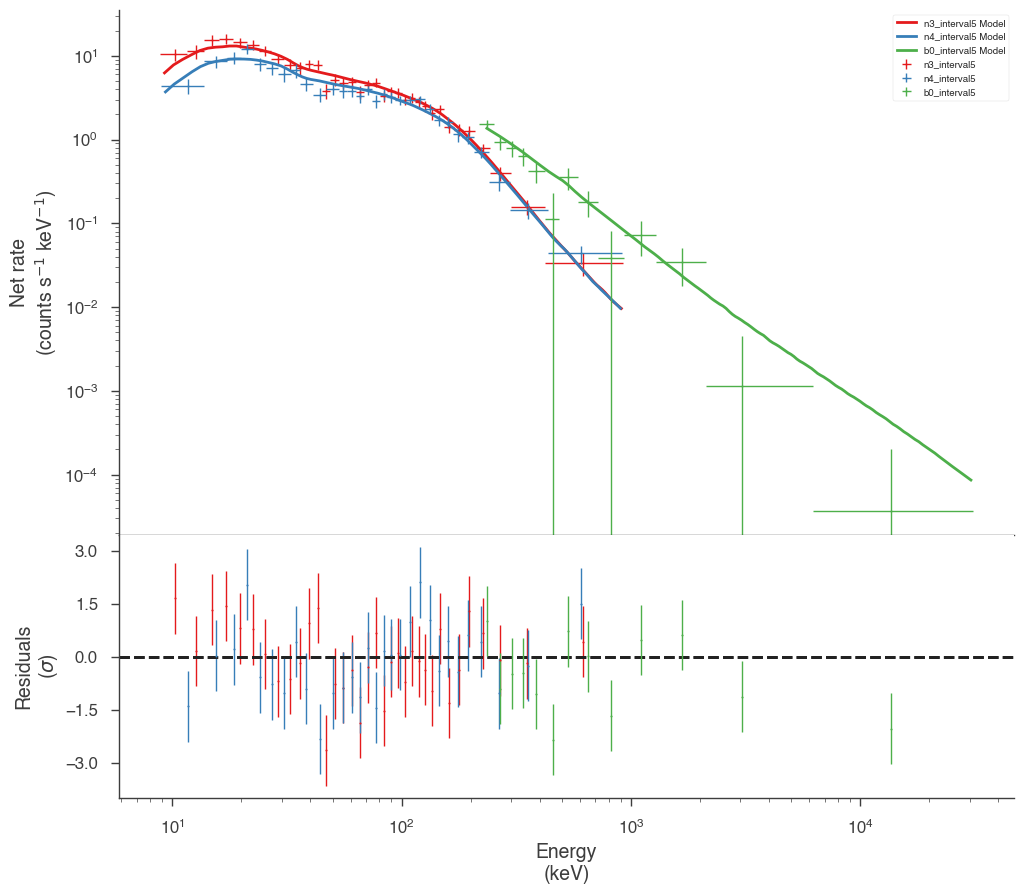 n3_interval5 Model
n4_interval5 Model
b0_interval5 Model
n3_interval5
n4_interval5
b0_interval5
10¹
10⁰
10⁻¹
10⁻²
10⁻³
10⁻⁴
Net rate
(counts s⁻¹ keV⁻¹)
3.0
1.5
0.0
−1.5
−3.0
Residuals
(σ)
10¹ 10² 10³ 10⁴
Energy
(keV)